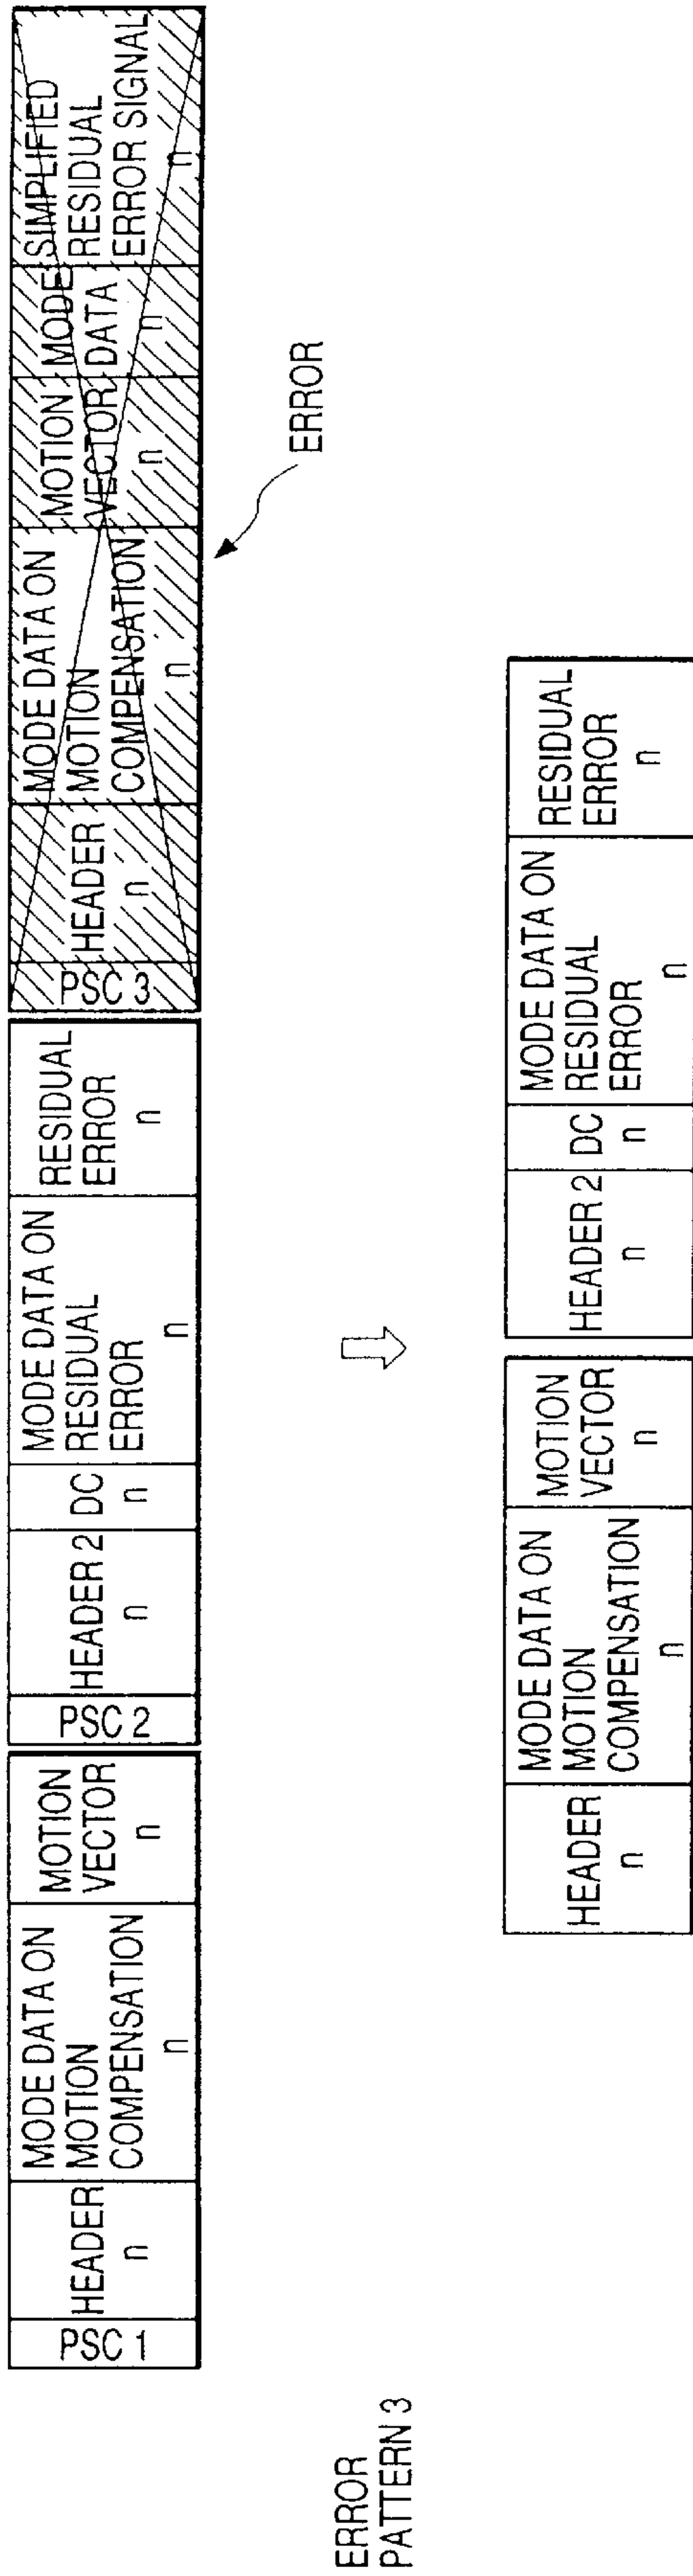 PSC 1
HEADER
n
MODE DATA ON
MOTION
COMPENSATION
n
MOTION
VECTOR
n
PSC 2
HEADER 2
n
DC
n
MODE DATA ON
RESIDUAL
ERROR
n
RESIDUAL
ERROR
n
PSC 3
HEADER
n
MODE DATA ON
MOTION
COMPENSATION
n
MOTION
VECTOR
n
MODE
DATA
n
SIMPLIFIED
RESIDUAL
ERROR SIGNAL
n
ERROR
ERROR
PATTERN 3
HEADER
n
MODE DATA ON
MOTION
COMPENSATION
n
MOTION
VECTOR
n
HEADER 2
n
DC
n
MODE DATA ON
RESIDUAL
ERROR
n
RESIDUAL
ERROR
n